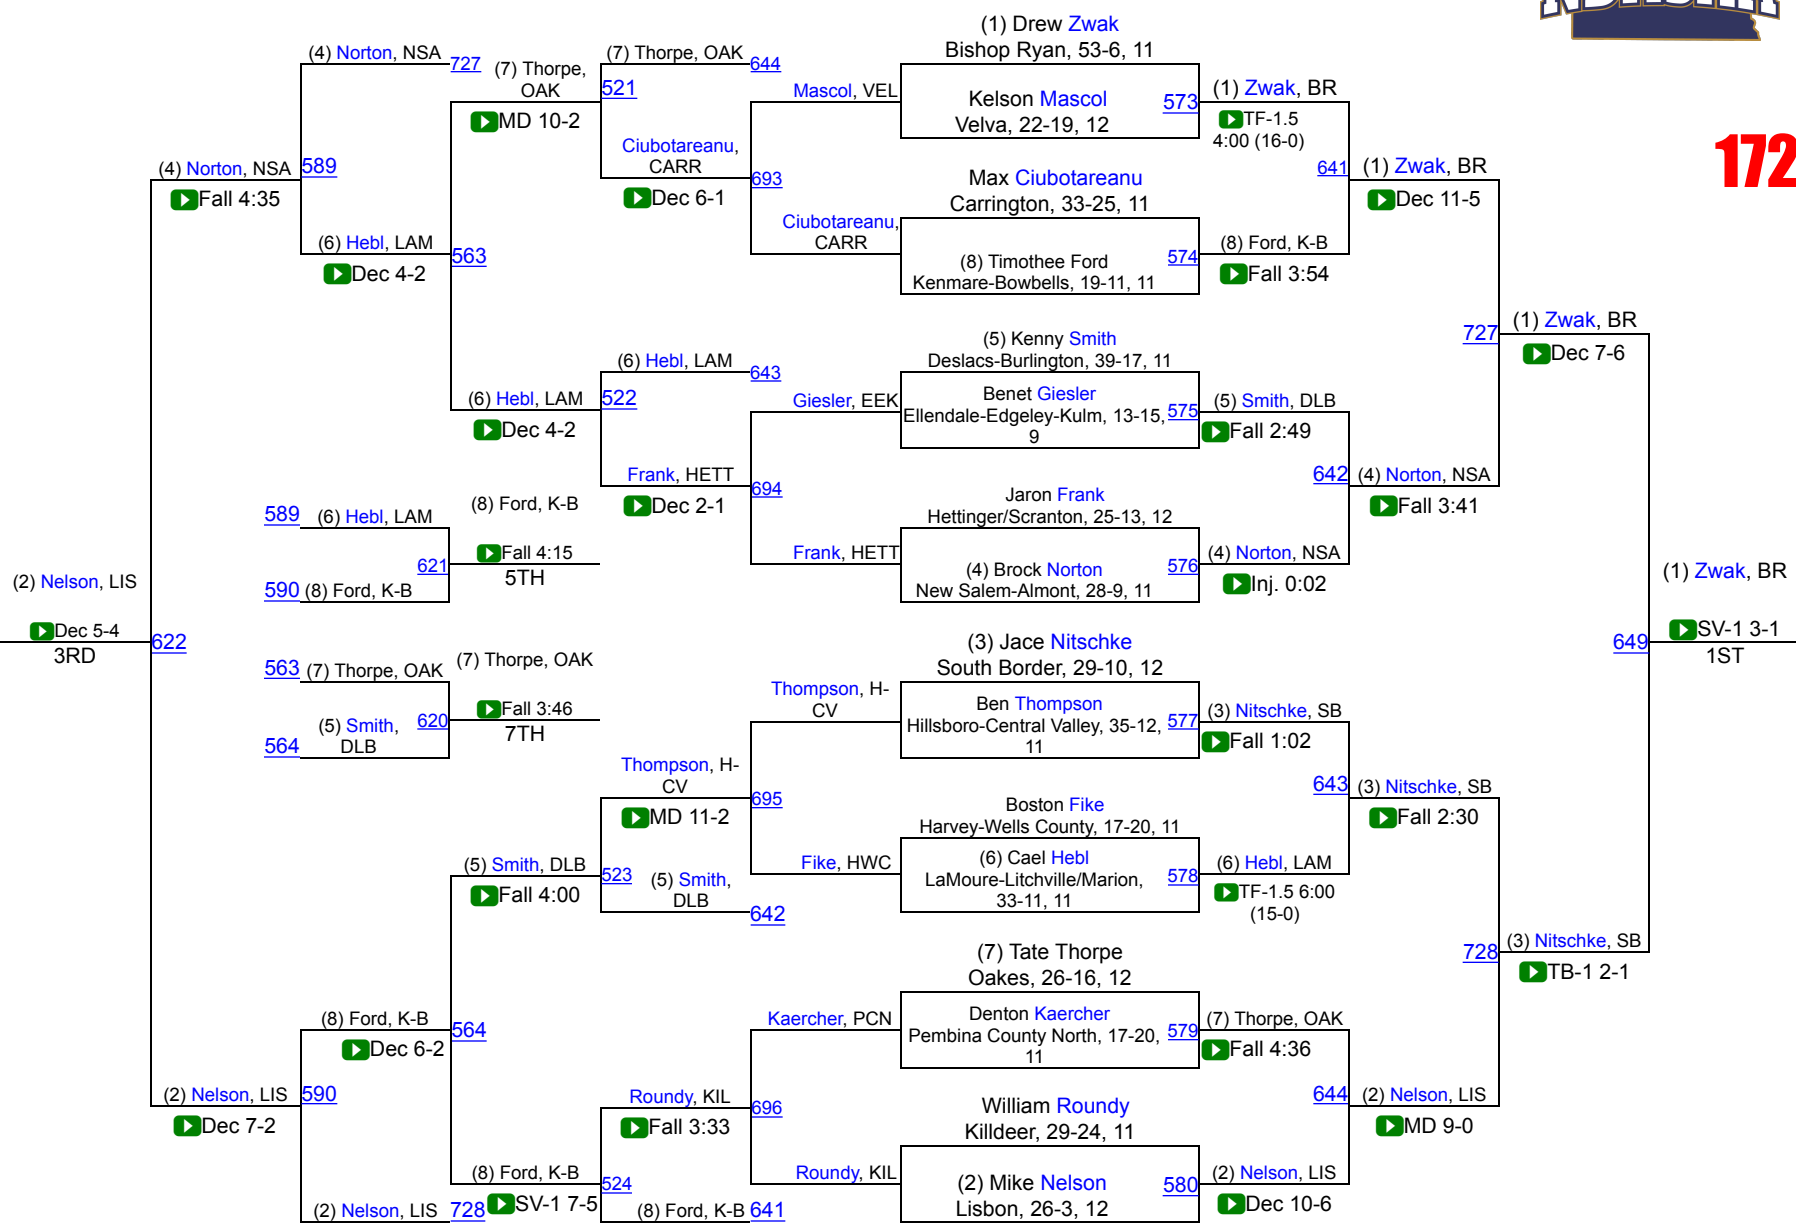 (1) Drew Zwak
Bishop Ryan, 53-6, 11
Kelson Mascol
Velva, 22-19, 12
573
Max Ciubotareanu
Carrington, 33-25, 11
(8) Timothee Ford
Kenmare-Bowbells, 19-11, 11
574
(5) Kenny Smith
Deslacs-Burlington, 39-17, 11
Benet Giesler
Ellendale-Edgeley-Kulm, 13-15,
9
575
Jaron Frank
Hettinger/Scranton, 25-13, 12
(4) Brock Norton
New Salem-Almont, 28-9, 11
576
(3) Jace Nitschke
South Border, 29-10, 12
Ben Thompson
Hillsboro-Central Valley, 35-12,
11
577
Boston Fike
Harvey-Wells County, 17-20, 11
(6) Cael Hebl
LaMoure-Litchville/Marion,
33-11, 11
578
(7) Tate Thorpe
Oakes, 26-16, 12
Denton Kaercher
Pembina County North, 17-20,
11
579
William Roundy
Killdeer, 29-24, 11
(2) Mike Nelson
Lisbon, 26-3, 12
580
(1) Zwak, BR
TF-1.5
4:00 (16-0)
641
(8) Ford, K-B
Fall 3:54
(5) Smith, DLB
Fall 2:49
642
(4) Norton, NSA
Inj. 0:02
(3) Nitschke, SB
Fall 1:02
643
(6) Hebl, LAM
TF-1.5 6:00
(15-0)
(7) Thorpe, OAK
Fall 4:36
644
(2) Nelson, LIS
Dec 10-6
(1) Zwak, BR
Dec 11-5
727
(4) Norton, NSA
Fall 3:41
(3) Nitschke, SB
Fall 2:30
728
(2) Nelson, LIS
MD 9-0
(1) Zwak, BR
Dec 7-6
649
(3) Nitschke, SB
TB-1 2-1
(1) Zwak, BR
SV-1 3-1
1ST
172
Mascol, VEL
693
Ciubotareanu,
CARR
Giesler, EEK
694
Frank, HETT
Thompson, H-
CV
695
Fike, HWC
Kaercher, PCN
696
Roundy, KIL
(7) Thorpe, OAK
644
521
Ciubotareanu,
CARR
Dec 6-1
(6) Hebl, LAM
643
522
Frank, HETT
Dec 2-1
Thompson, H-
CV
MD 11-2
523
(5) Smith,
DLB
642
Roundy, KIL
Fall 3:33
524
(8) Ford, K-B
641
(7) Thorpe,
OAK
MD 10-2
563
(6) Hebl, LAM
Dec 4-2
(5) Smith, DLB
Fall 4:00
564
(8) Ford, K-B
SV-1 7-5
(4) Norton, NSA
727
589
(6) Hebl, LAM
Dec 4-2
(8) Ford, K-B
Dec 6-2
590
(2) Nelson, LIS
728
(4) Norton, NSA
Fall 4:35
622
(2) Nelson, LIS
Dec 7-2
(2) Nelson, LIS
Dec 5-4
3RD
589
(6) Hebl, LAM
621
590
(8) Ford, K-B
(8) Ford, K-B
Fall 4:15
5TH
563
(7) Thorpe, OAK
620
564
(5) Smith,
DLB
(7) Thorpe, OAK
Fall 3:46
7TH